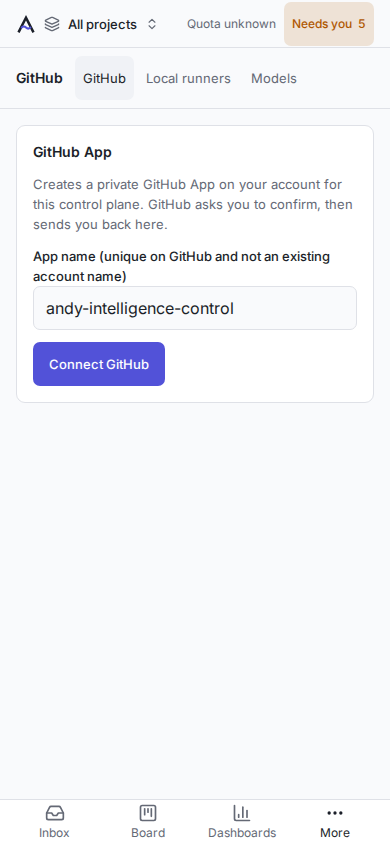 All projects
Quota unknown
Needs you 5
GitHub
GitHub
Local runners
Models
GitHub App
Creates a private GitHub App on your account for
this control plane. GitHub asks you to confirm, then
sends you back here.
App name (unique on GitHub and not an existing
account name)
andy-intelligence-control
Connect GitHub
Inbox
Board
Dashboards
More